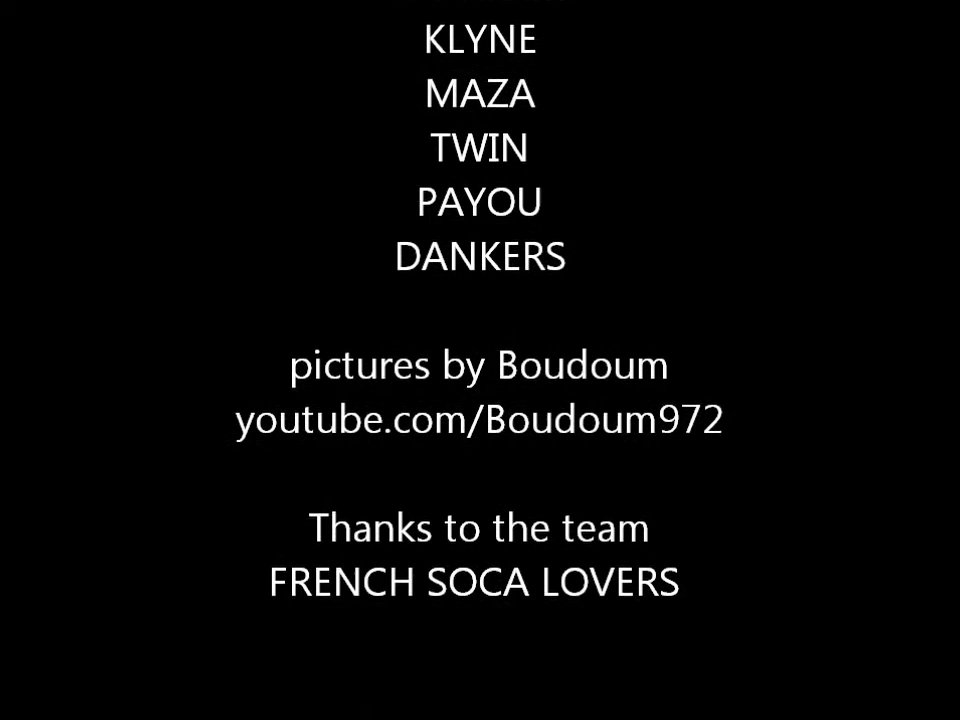 KLYNE
MAZA
TWIN
PAYOU
DANKERS
pictures by Boudoum
youtube.com/Boudoum972
Thanks to the team
FRENCH SOCA LOVERS